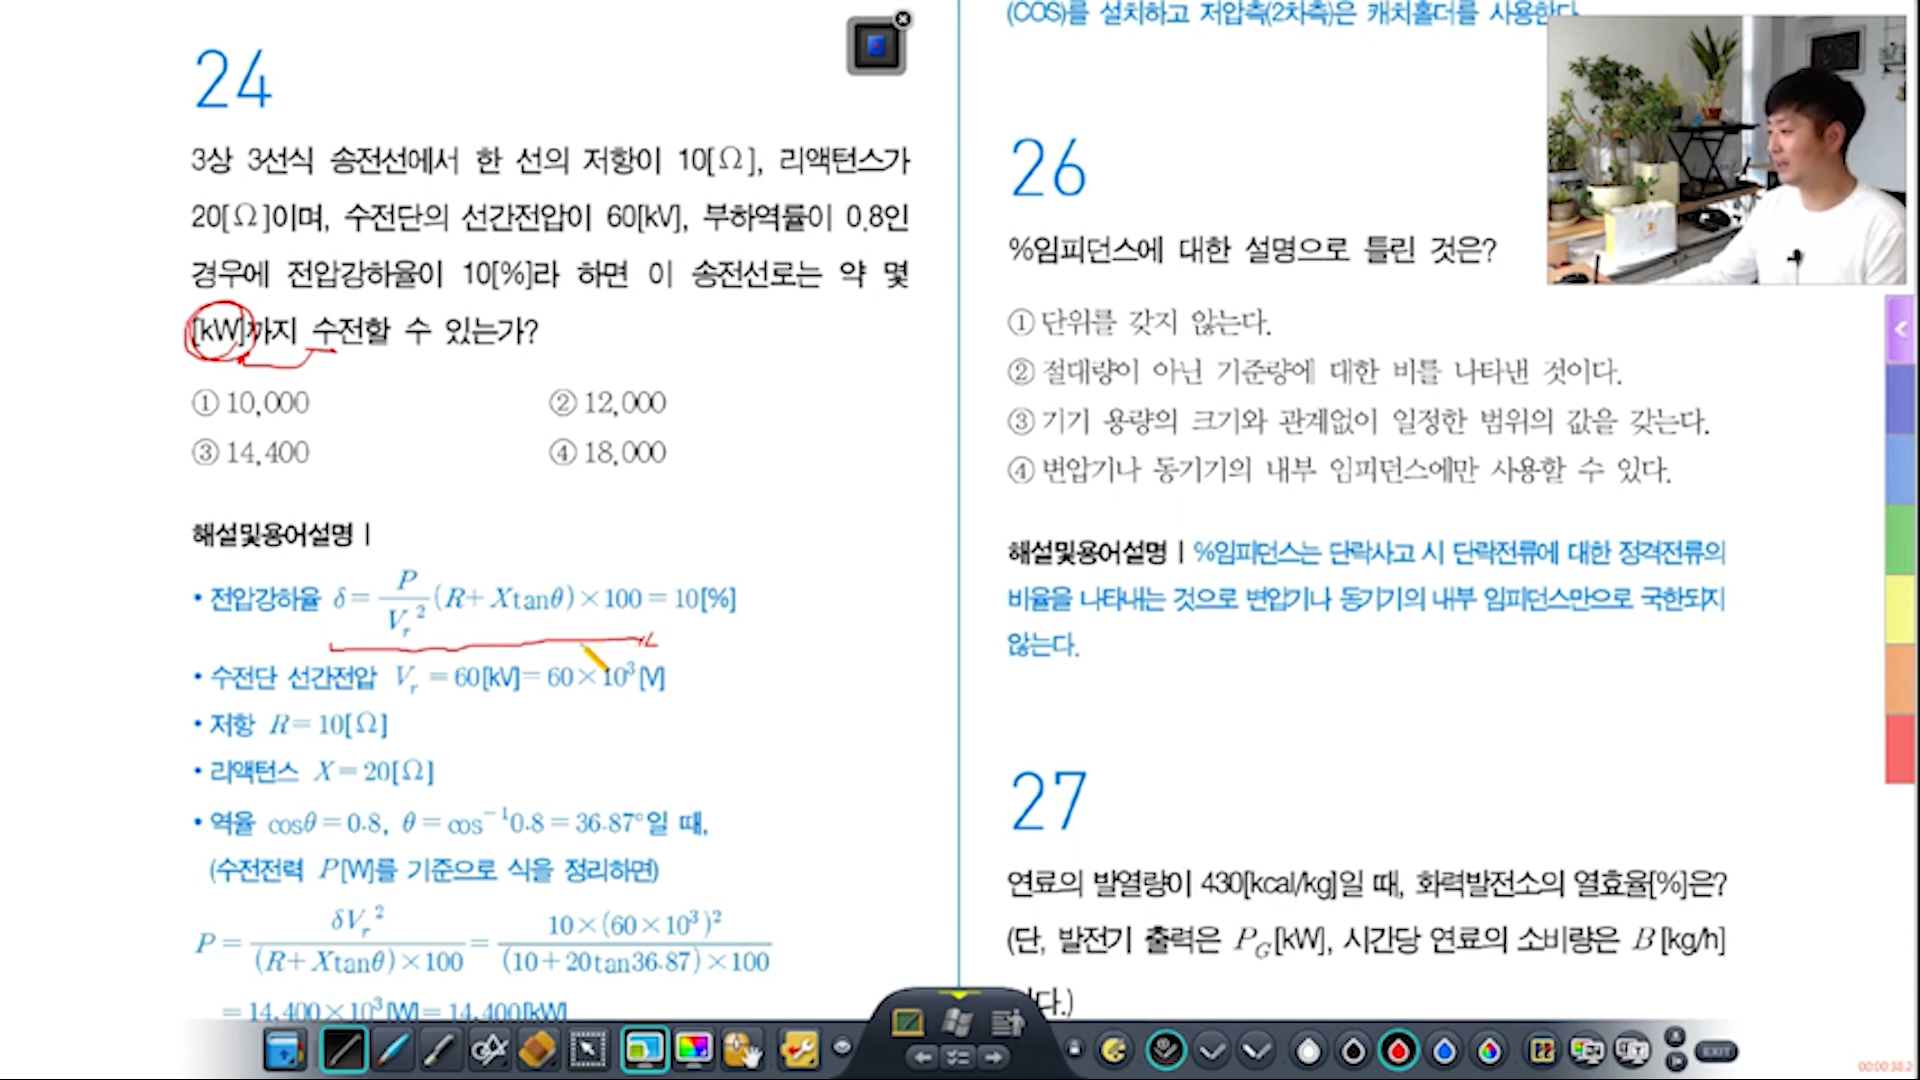 24
3상 3선식 송전선에서 한 선의 저항이 10[Ω], 리액턴스가
20[Ω]이며, 수전단의 선간전압이 60[kV], 부하역률이 0.8인
경우에 전압강하율이 10[%]라 하면 이 송전선로는 약 몇
[kW]까지 수전할 수 있는가?
① 10,000 ② 12,000
③ 14,400 ④ 18,000
해설및용어설명 |
• 전압강하율 δ = P/Vr² (R + Xtanθ) × 100 = 10[%]
• 수전단 선간전압 Vr = 60[kV] = 60 × 10³[V]
• 저항 R = 10[Ω]
• 리액턴스 X = 20[Ω]
• 역율 cosθ = 0.8, θ = cos⁻¹0.8 = 36.87°일 때,
(수전전력 P[W]를 기준으로 식을 정리하면)
P = δVr² / (R + Xtanθ) × 100 = 10 × (60 × 10³)² / (10 + 20tan36.87) × 100
= 14,400 × 10³[W] = 14,400[kW]
(COS)를 설치하고 저압측(2차측)은 캐치홀더를 사용한다.
26
%임피던스에 대한 설명으로 틀린 것은?
① 단위를 갖지 않는다.
② 절대량이 아닌 기준량에 대한 비를 나타낸 것이다.
③ 기기 용량의 크기와 관계없이 일정한 범위의 값을 갖는다.
④ 변압기나 동기기의 내부 임피던스에만 사용할 수 있다.
해설및용어설명 | %임피던스는 단락사고 시 단락전류에 대한 정격전류의
비율을 나타내는 것으로 변압기나 동기기의 내부 임피던스만으로 국한되지
않는다.
27
연료의 발열량이 430[kcal/kg]일 때, 화력발전소의 열효율[%]은?
(단, 발전기 출력은 P_G[kW], 시간당 연료의 소비량은 B[kg/h]
다.)
EXIT